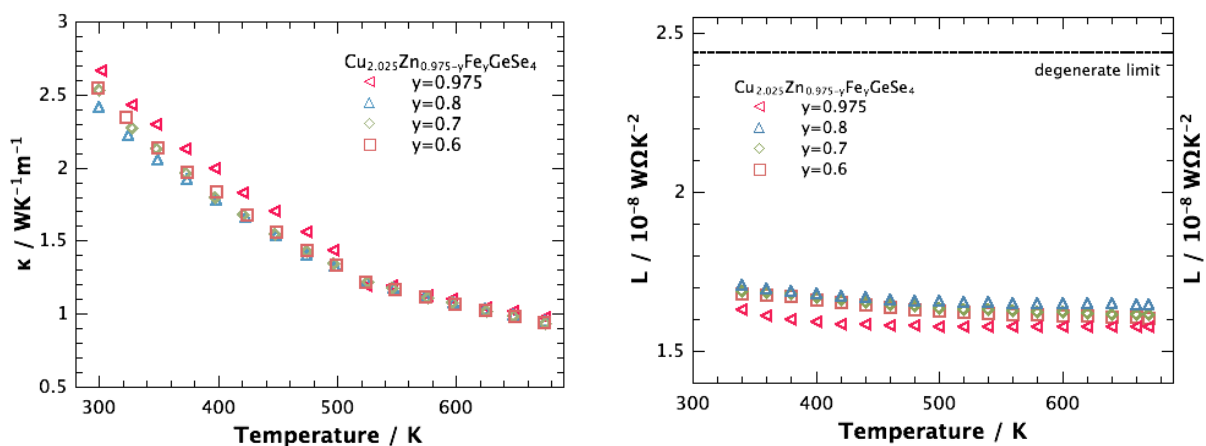 3
2.5
2
1.5
1
0.5
κ / WK⁻¹m⁻¹
Cu₂.₀₂₅Zn₀.₉₇₅₋yFeyGeSe₄
y=0.975
y=0.8
y=0.7
y=0.6
300
400
500
600
Temperature / K
2.5
2
1.5
L / 10⁻⁸ WΩK⁻²
degenerate limit
Cu₂.₀₂₅Zn₀.₉₇₅₋yFeyGeSe₄
y=0.975
y=0.8
y=0.7
y=0.6
L / 10⁻⁸ WΩK⁻²
300
400
500
600
Temperature / K